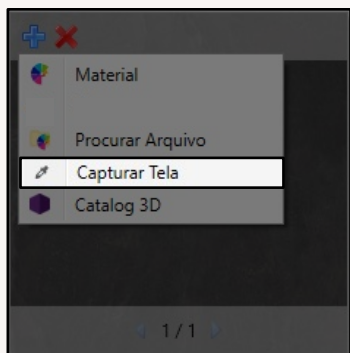 Material
Procurar Arquivo
Capturar Tela
Catalog 3D
1 / 1